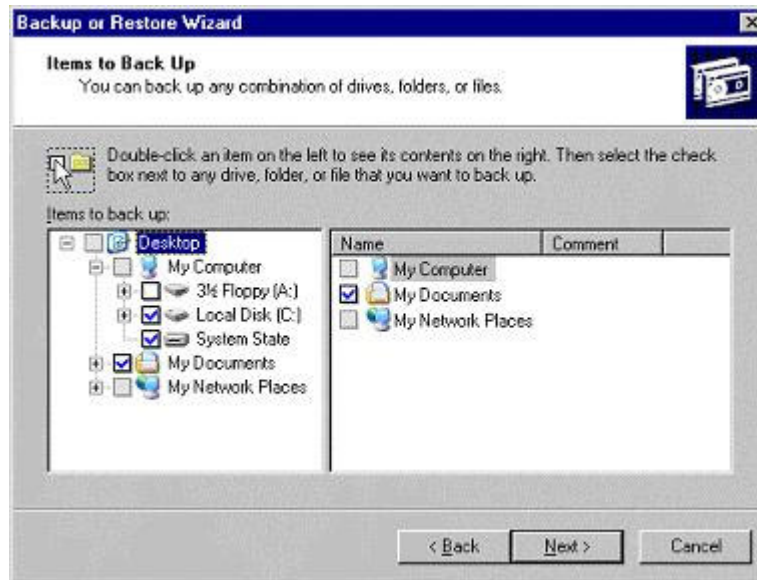 Backup or Restore Wizard
Items to Back Up
You can back up any combination of drives, folders, or files.
Double-click an item on the left to see its contents on the right. Then select the check
box next to any drive, folder, or file that you want to back up.
Items to back up:
Desktop
My Computer
3½ Floppy (A:)
Local Disk (C:)
System State
My Documents
My Network Places
Name Comment
My Computer
My Documents
My Network Places
< Back Next > Cancel